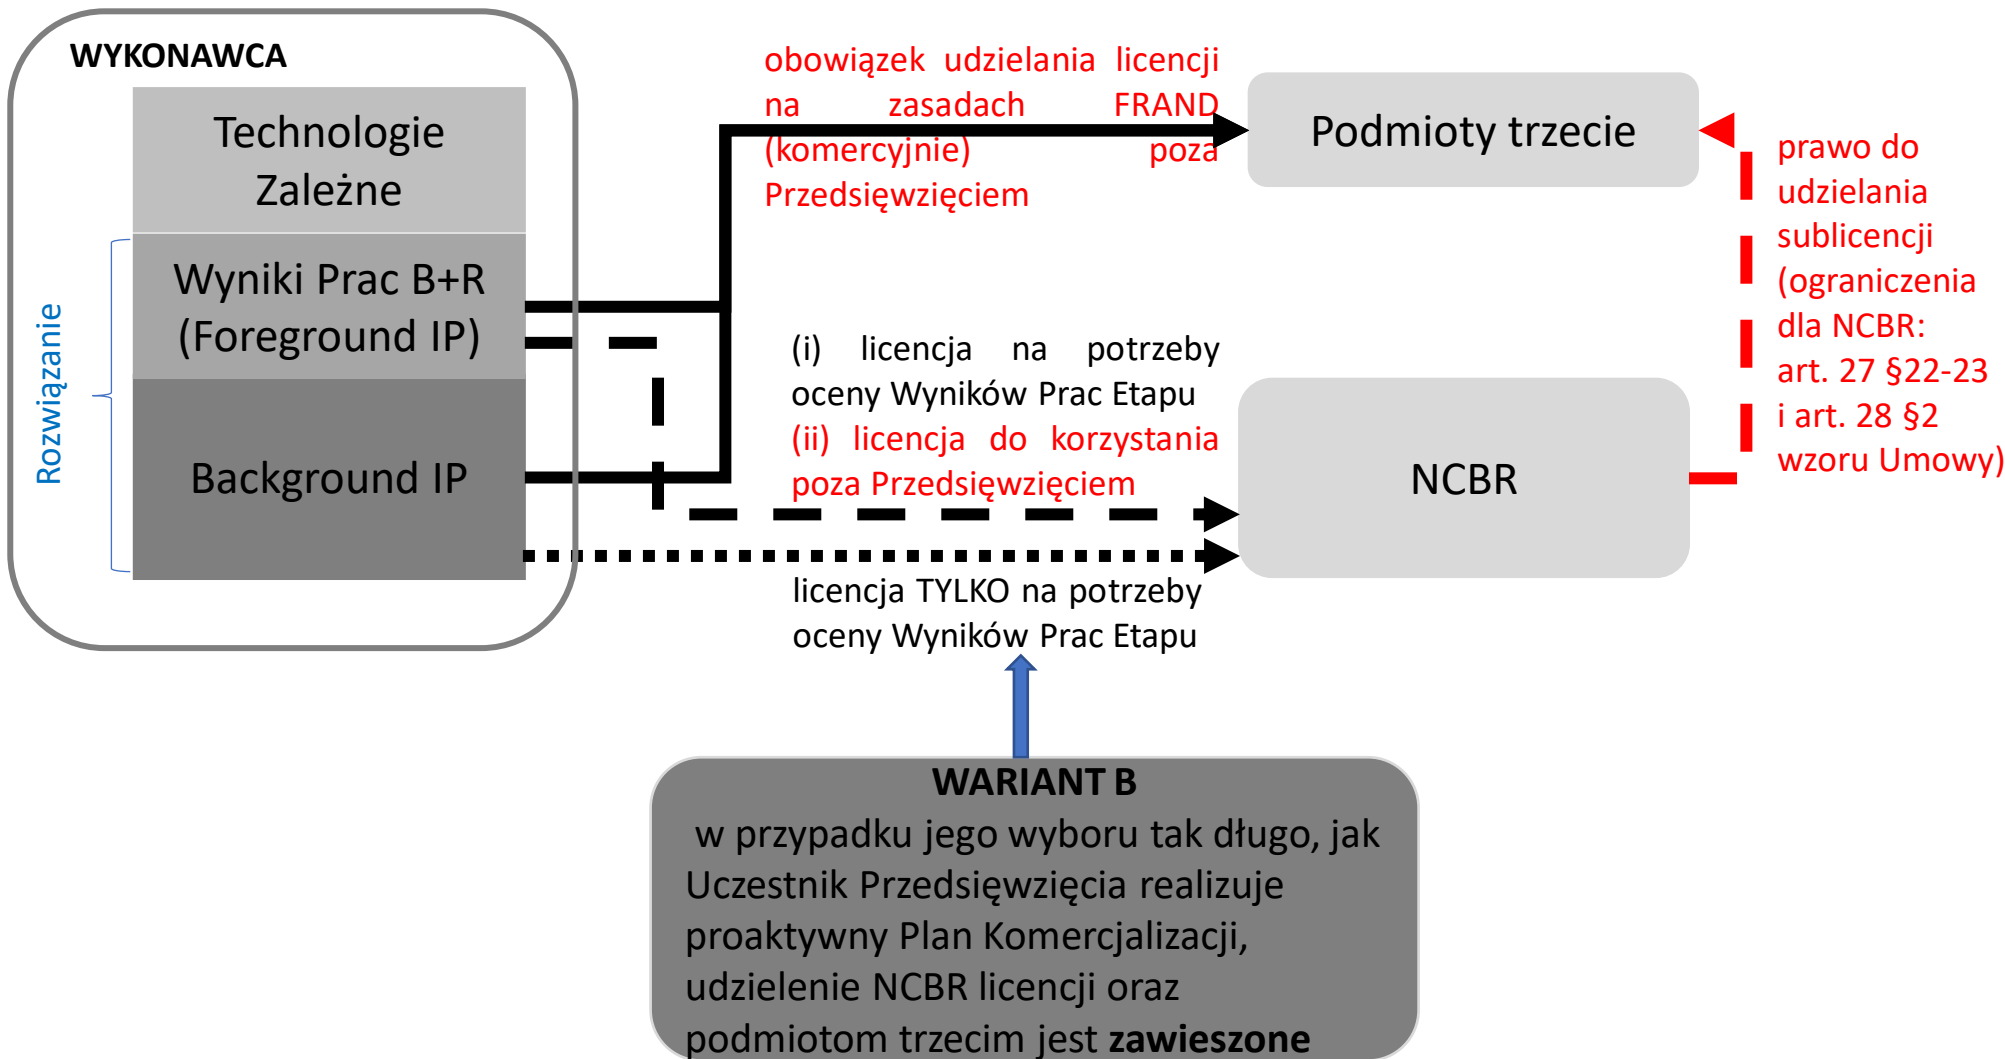 WYKONAWCA
Technologie
Zależne
Wyniki Prac B+R
(Foreground IP)
Background IP
Rozwiązanie
obowiązek udzielania licencji
na zasadach FRAND
(komercyjnie) poza
Przedsięwzięciem
Podmioty trzecie
prawo do
udzielania
sublicencji
(ograniczenia
dla NCBR:
art. 27 §22-23
i art. 28 §2
wzoru Umowy)
(i) licencja na potrzeby
oceny Wyników Prac Etapu
(ii) licencja do korzystania
poza Przedsięwzięciem
NCBR
licencja TYLKO na potrzeby
oceny Wyników Prac Etapu
WARIANT B
w przypadku jego wyboru tak długo, jak
Uczestnik Przedsięwzięcia realizuje
proaktywny Plan Komercjalizacji,
udzielenie NCBR licencji oraz
podmiotom trzecim jest zawieszone